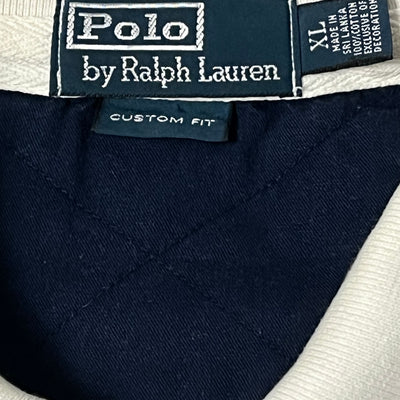 Polo
by Ralph Lauren
CUSTOM FIT
XL
MADE IN
SRI LANKA
100% COTTON
EXCLUSIVE OF
DECORATION